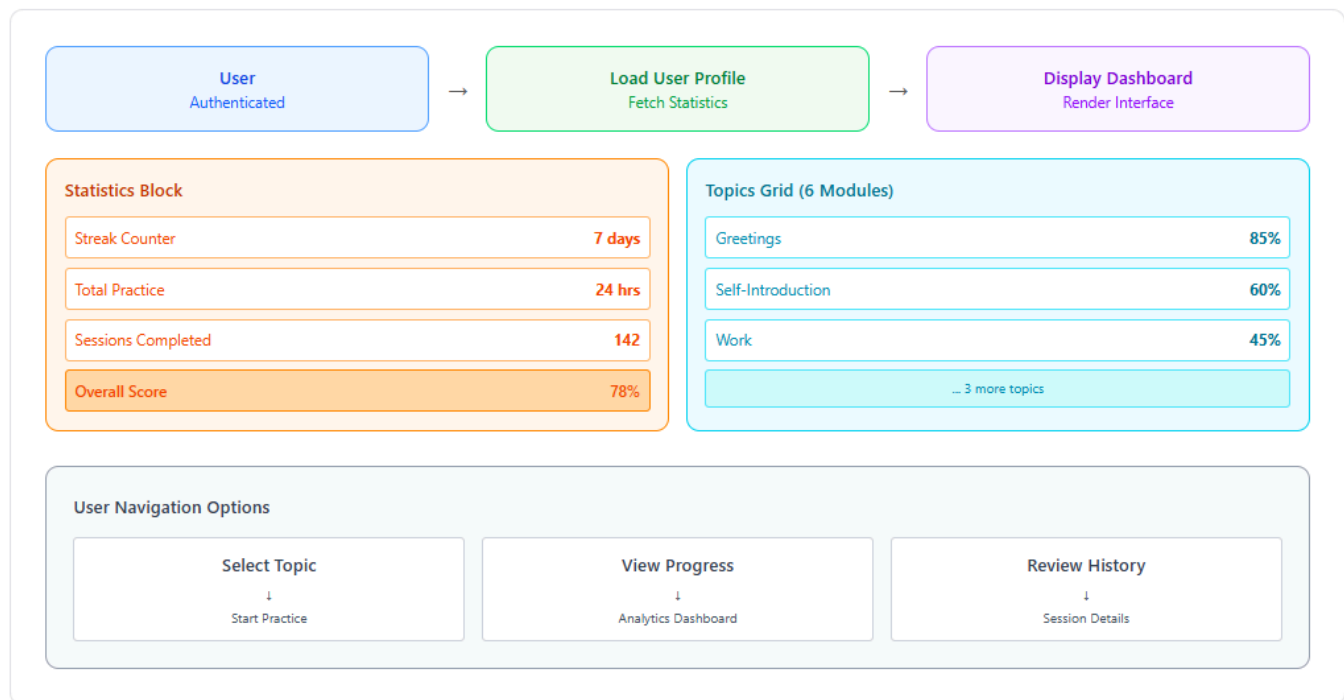 User
Authenticated
→
Load User Profile
Fetch Statistics
→
Display Dashboard
Render Interface
Statistics Block
Streak Counter 7 days
Total Practice 24 hrs
Sessions Completed 142
Overall Score 78%
Topics Grid (6 Modules)
Greetings 85%
Self-Introduction 60%
Work 45%
... 3 more topics
User Navigation Options
Select Topic
↓
Start Practice
View Progress
↓
Analytics Dashboard
Review History
↓
Session Details